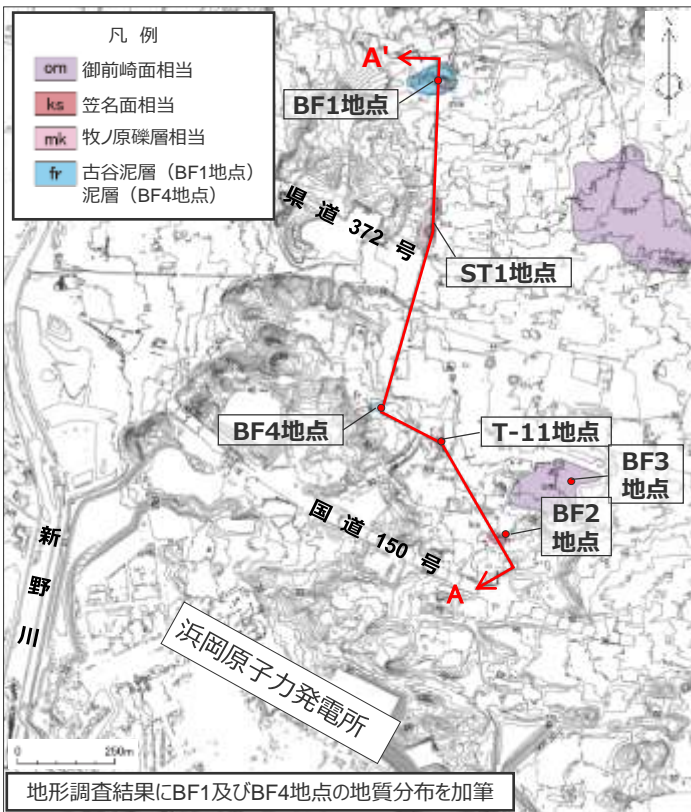 凡 例
om 御前崎面相当
ks 笠名面相当
mk 牧ノ原礫層相当
fr 古谷泥層（BF1地点）
泥層（BF4地点）
A'
N
BF1地点
県道 372 号
ST1地点
BF4地点
T-11地点
BF3
地点
BF2
地点
国道 150 号
A
新野川
浜岡原子力発電所
0 250m
地形調査結果にBF1及びBF4地点の地質分布を加筆